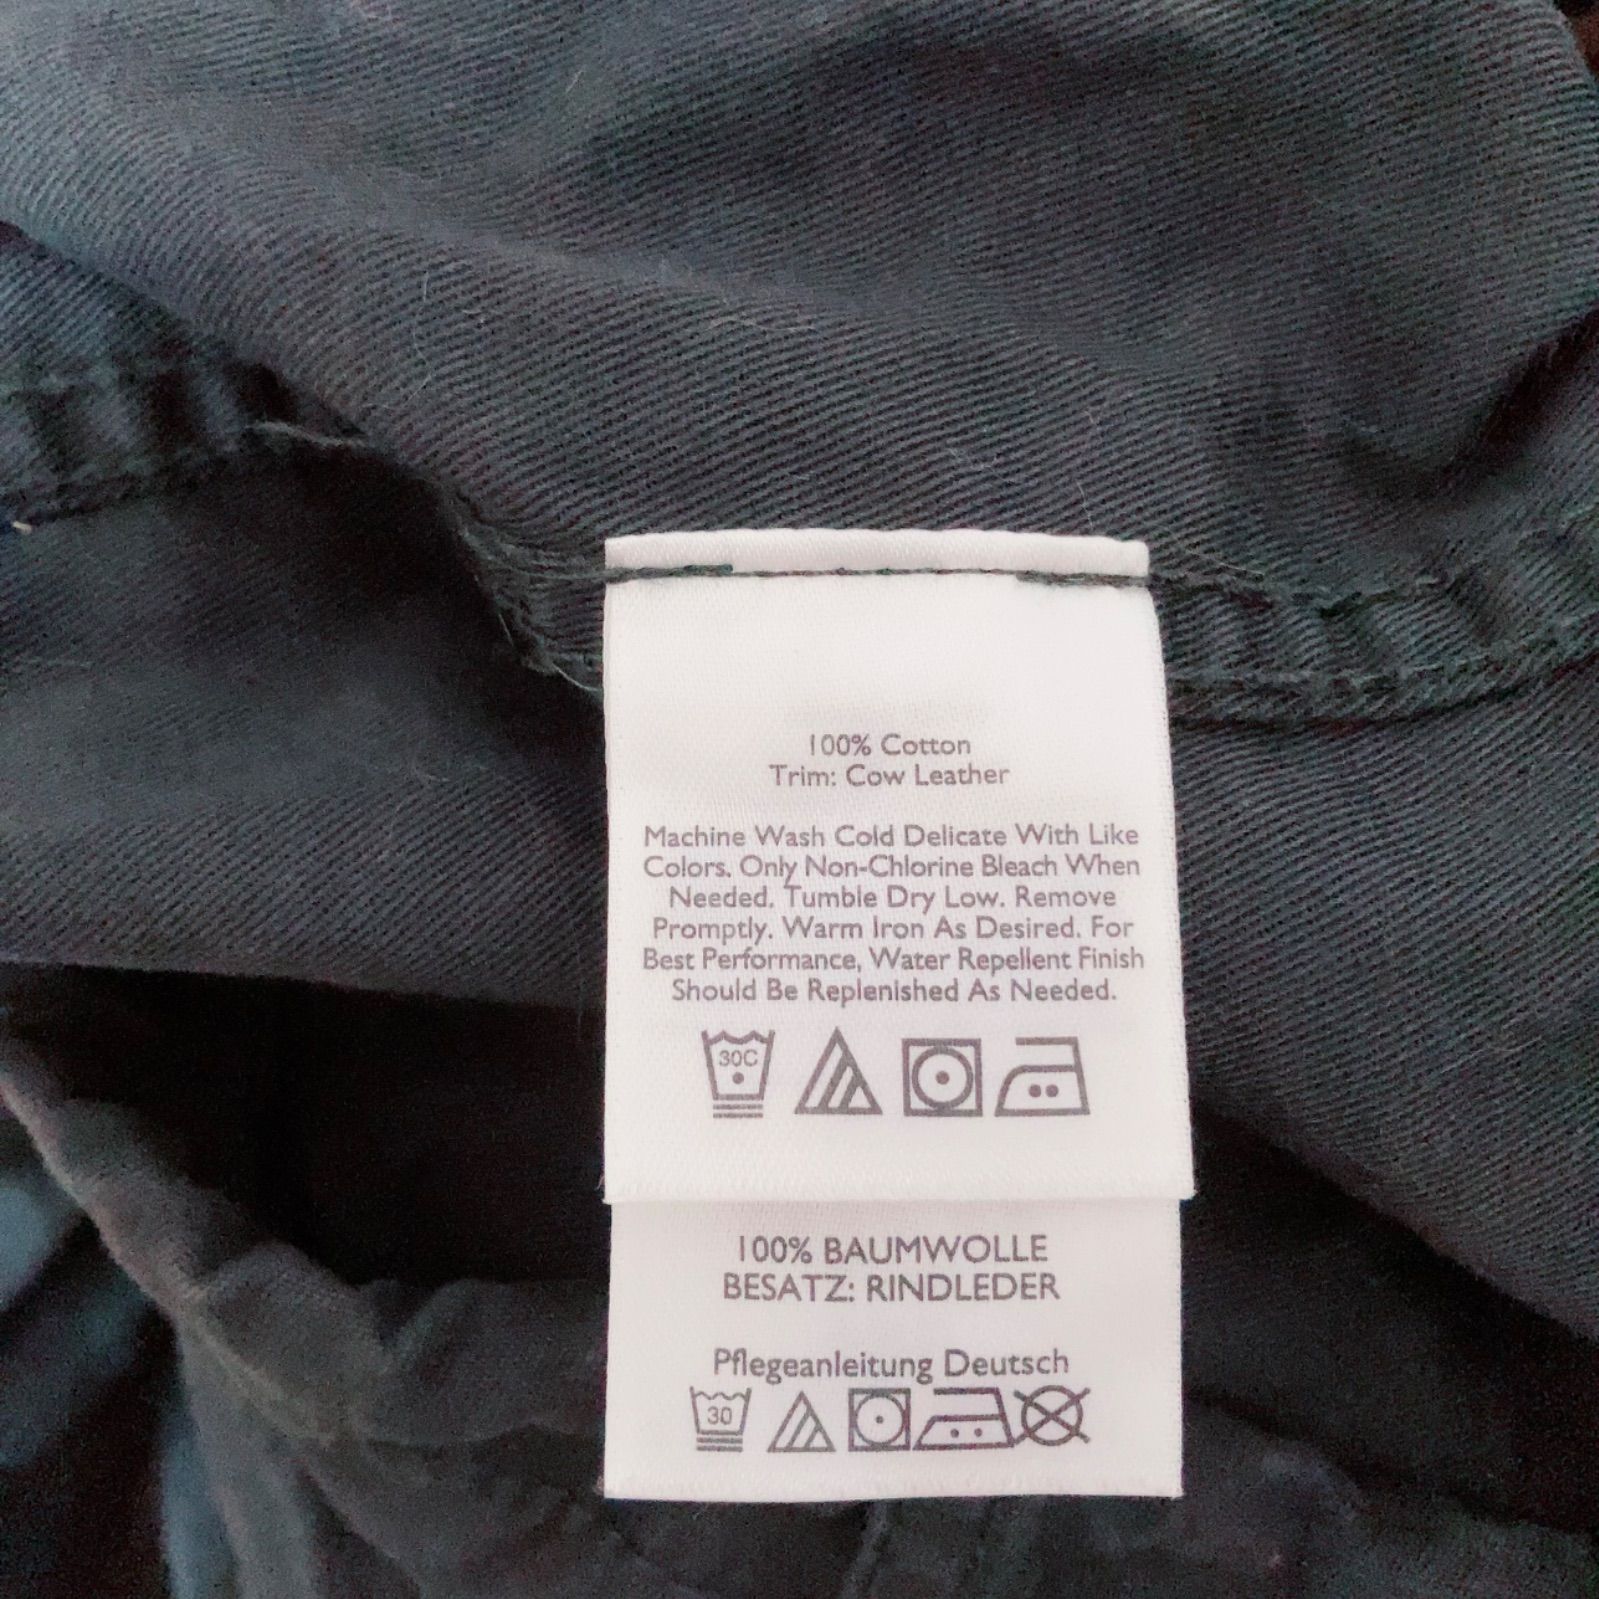 100% Cotton
Trim: Cow Leather
Machine Wash Cold Delicate With Like
Colors. Only Non-Chlorine Bleach When
Needed. Tumble Dry Low. Remove
Promptly. Warm Iron As Desired. For
Best Performance, Water Repellent Finish
Should Be Replenished As Needed.
30C
100% BAUMWOLLE
BESATZ: RINDLEDER
Pflegeanleitung Deutsch
30